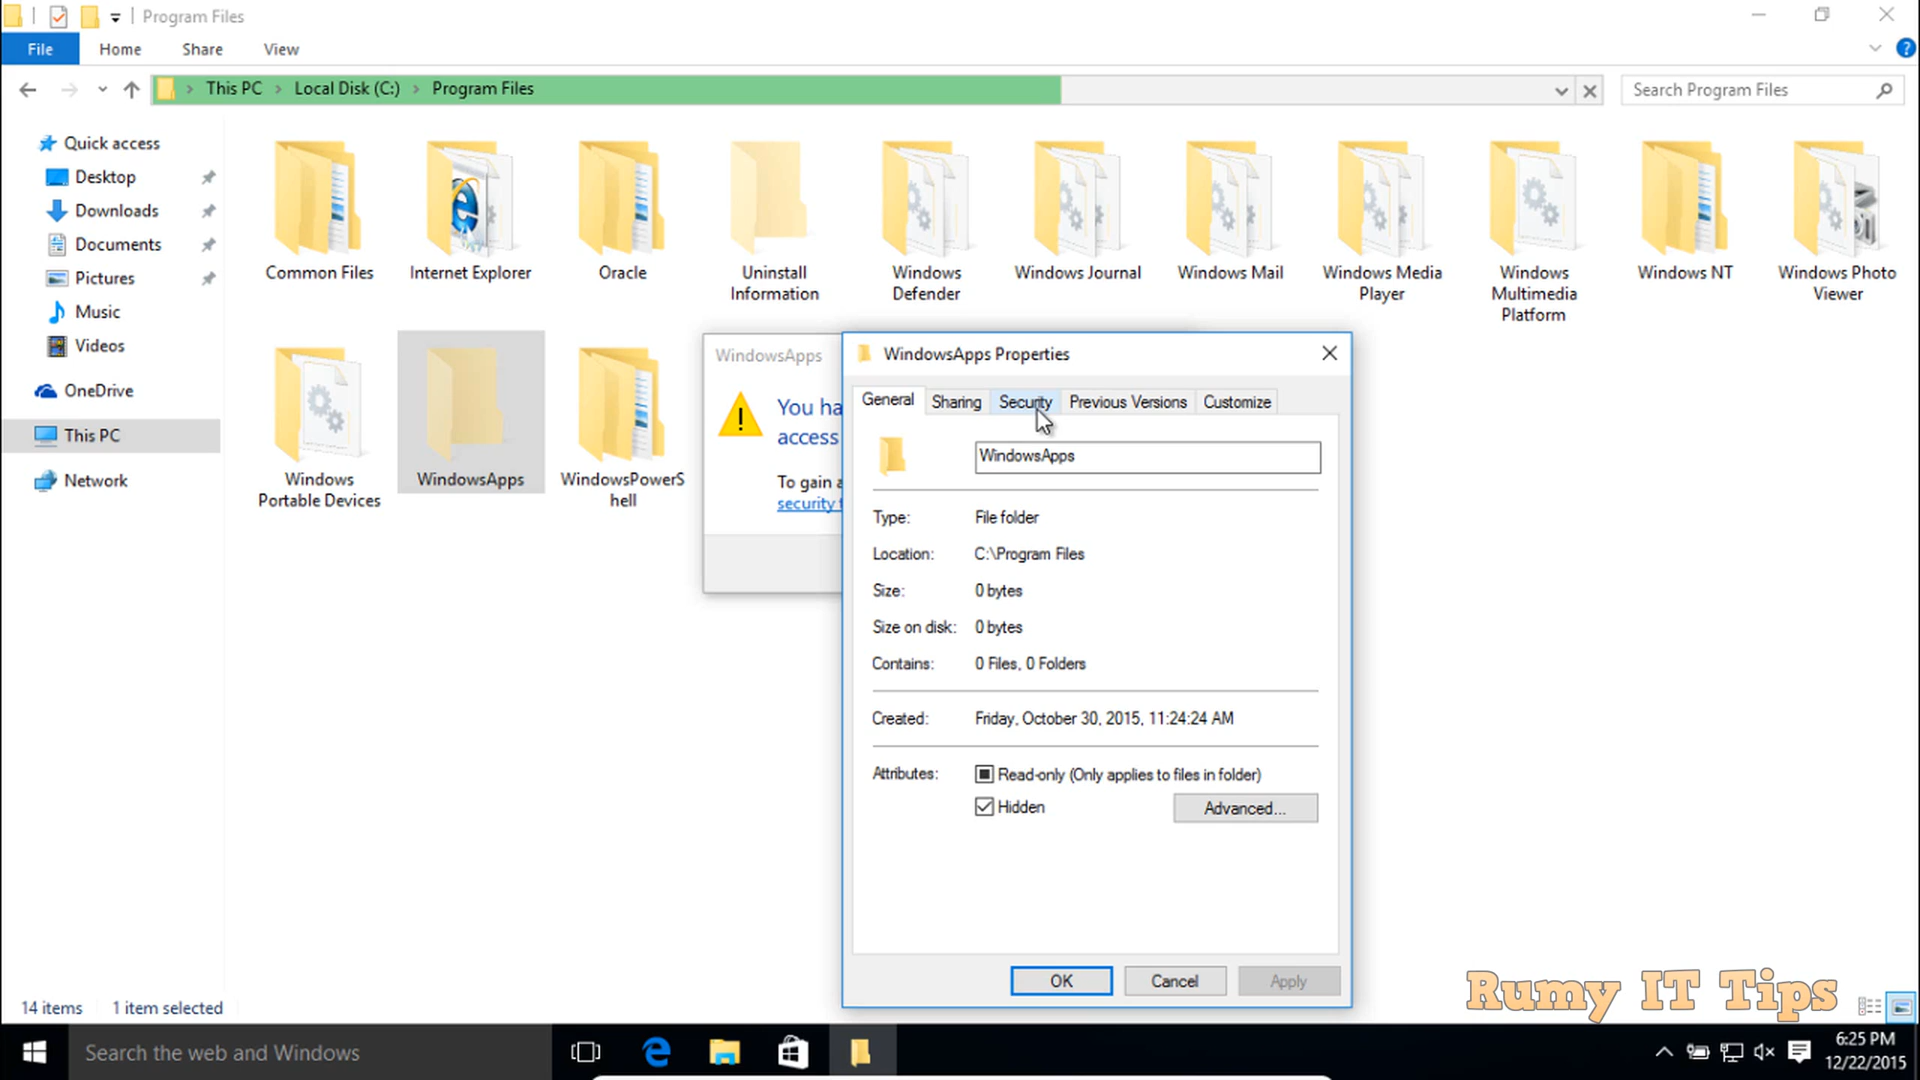 Program Files
File
Home
Share
View
This PC
Local Disk (C:)
Program Files
Search Program Files
Quick access
Desktop
Downloads
Documents
Pictures
Music
Videos
OneDrive
This PC
Network
Common Files
Internet Explorer
Oracle
Uninstall
Information
Windows
Defender
Windows Journal
Windows Mail
Windows Media
Player
Windows
Multimedia
Platform
Windows NT
Windows Photo
Viewer
Windows
Portable Devices
WindowsApps
WindowsPowerS
hell
WindowsApps
You ha
access
To gain a
security
WindowsApps Properties
General
Sharing
Security
Previous Versions
Customize
WindowsApps
Type: File folder
Location: C:\Program Files
Size: 0 bytes
Size on disk: 0 bytes
Contains: 0 Files, 0 Folders
Created: Friday, October 30, 2015, 11:24:24 AM
Attributes: Read-only (Only applies to files in folder)
Hidden
Advanced...
OK
Cancel
Apply
14 items
1 item selected
Rumy IT Tips
Search the web and Windows
6:25 PM
12/22/2015